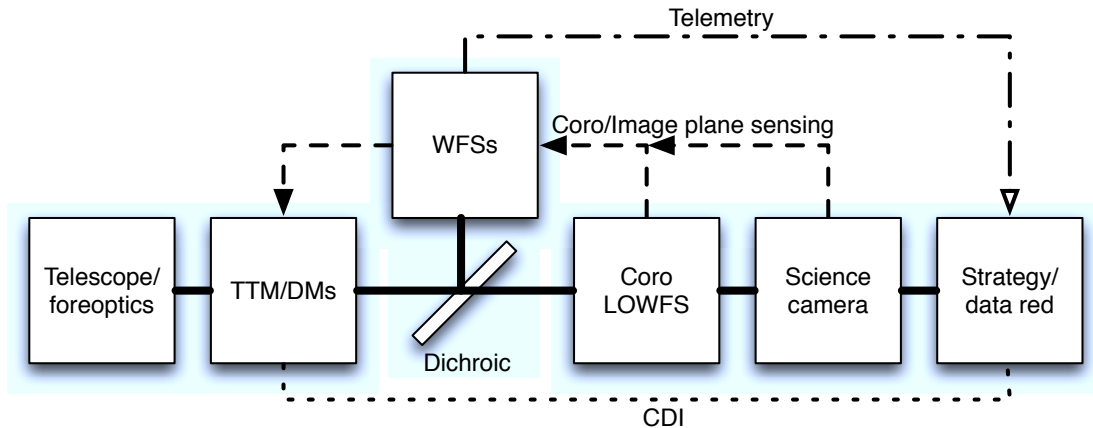 Telemetry
WFSs
Coro/Image plane sensing
Telescope/
foreoptics
TTM/DMs
Dichroic
Coro
LOWFS
Science
camera
Strategy/
data red
CDI